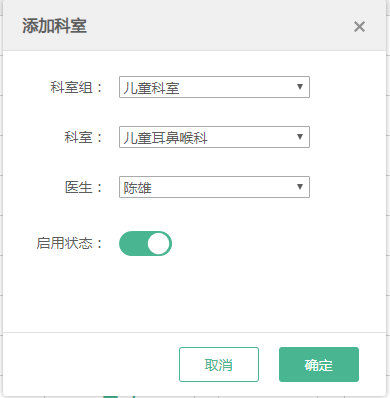 添加科室
科室组： 儿童科室
科室： 儿童耳鼻喉科
医生： 陈雄
启用状态：
取消 确定